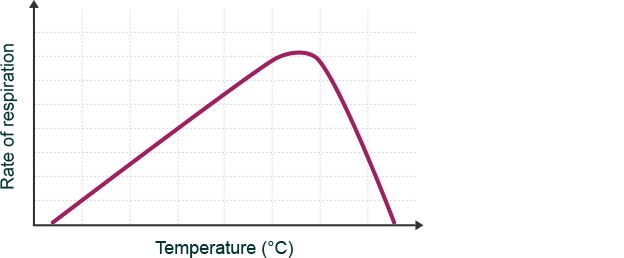 Rate of respiration
Temperature (°C)